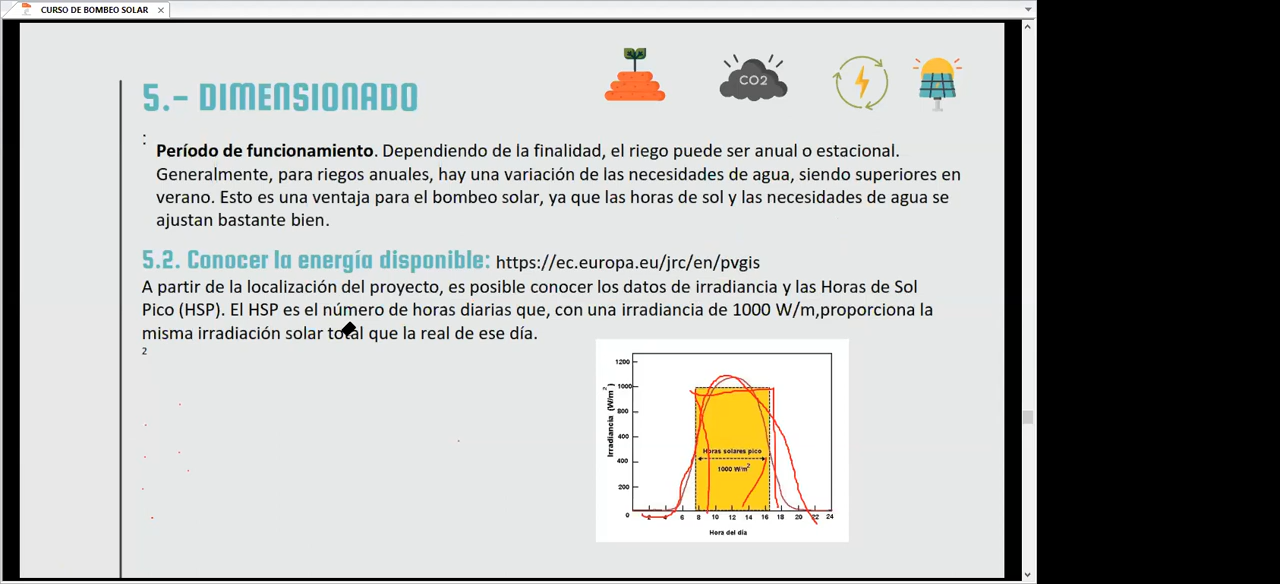 CURSO DE BOMBEO SOLAR
CO2
5.- DIMENSIONADO
:
Período de funcionamiento. Dependiendo de la finalidad, el riego puede ser anual o estacional.
Generalmente, para riegos anuales, hay una variación de las necesidades de agua, siendo superiores en
verano. Esto es una ventaja para el bombeo solar, ya que las horas de sol y las necesidades de agua se
ajustan bastante bien.
5.2. Conocer la energía disponible: https://ec.europa.eu/jrc/en/pvgis
A partir de la localización del proyecto, es posible conocer los datos de irradiancia y las Horas de Sol
Pico (HSP). El HSP es el número de horas diarias que, con una irradiancia de 1000 W/m,proporciona la
misma irradiación solar total que la real de ese día.
2
Irradiancia (W/m2)
1200
1000
800
400
400
200
0
Horas solares pico
1000 W/m2
2 4 6 8 10 12 14 16 18 20 22 24
Hora del día